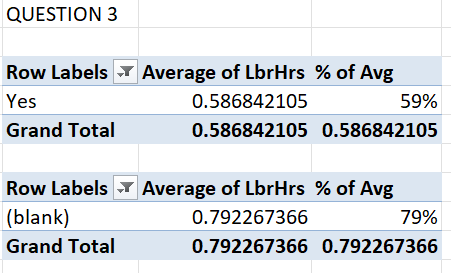 QUESTION 3
Row Labels Average of LbrHrs % of Avg
Yes 0.586842105 59%
Grand Total 0.586842105 0.586842105
Row Labels Average of LbrHrs % of Avg
(blank) 0.792267366 79%
Grand Total 0.792267366 0.792267366